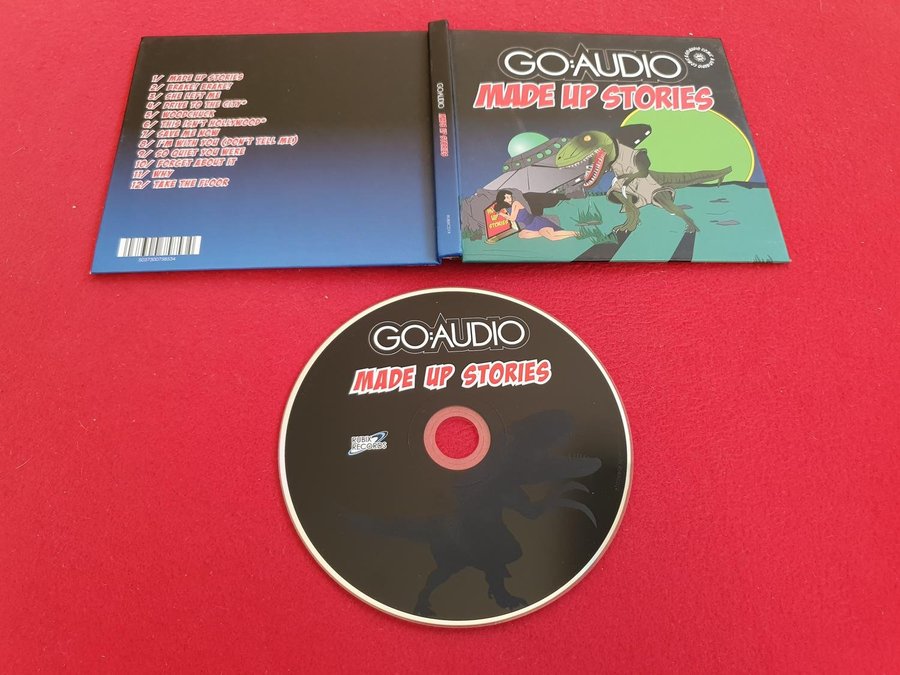 1/ MADE UP STORIES
2/ BRAKE! BRAKE!
3/ SHE LEFT ME
4/ DRIVE TO THE CITY*
5/ WOODCHUCK
6/ THIS ISN'T HOLLYWOOD*
7/ SAVE ME NOW
8/ I'M WITH YOU (DON'T TELL ME)
9/ SO QUIET YOU WERE
10/ FORGET ABOUT IT
11/ WHY
12/ TAKE THE FLOOR
5037300758534
GO:AUDIO MADE UP STORIES
GO:AUDIO
MADE UP STORIES
UP
STORIES
GO:AUDIO
MADE UP STORIES
RUBIX
RECORDS